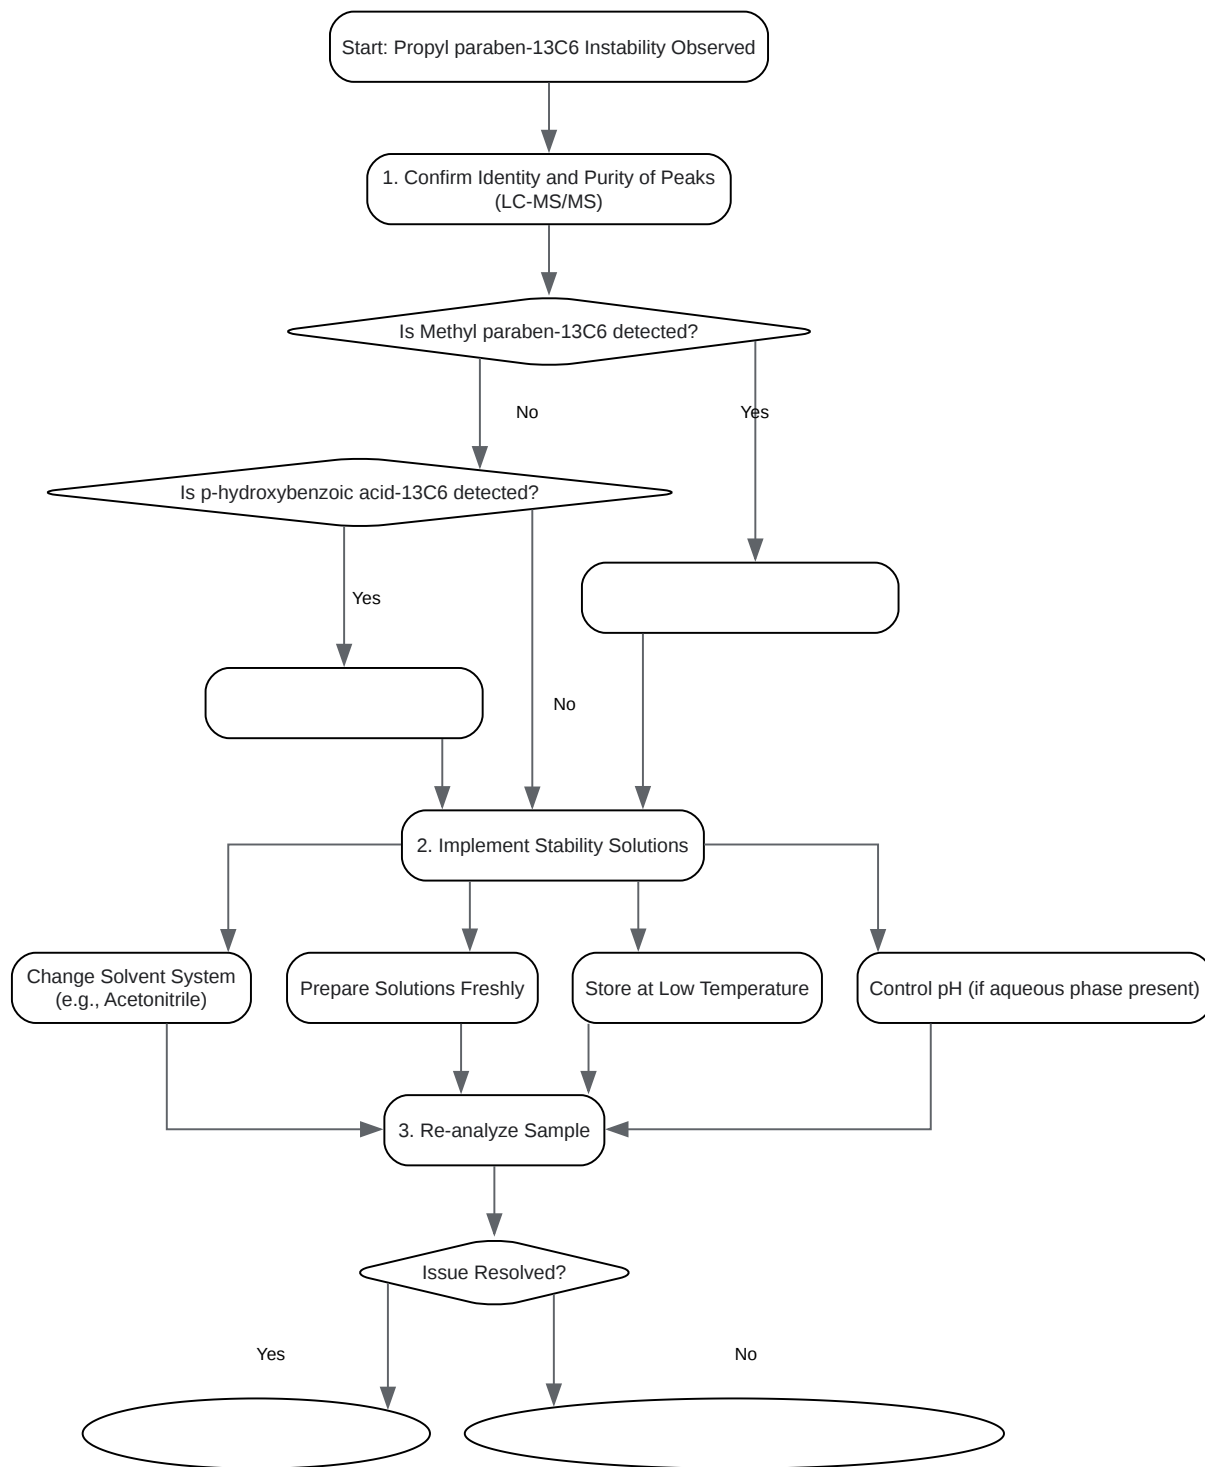 Start: Propyl paraben-13C6 Instability Observed
1. Confirm Identity and Purity of Peaks
(LC-MS/MS)
Is Methyl paraben-13C6 detected?
No
Yes
Is p-hydroxybenzoic acid-13C6 detected?
Yes
No
2. Implement Stability Solutions
Change Solvent System
(e.g., Acetonitrile)
Prepare Solutions Freshly
Store at Low Temperature
Control pH (if aqueous phase present)
3. Re-analyze Sample
Issue Resolved?
Yes
No